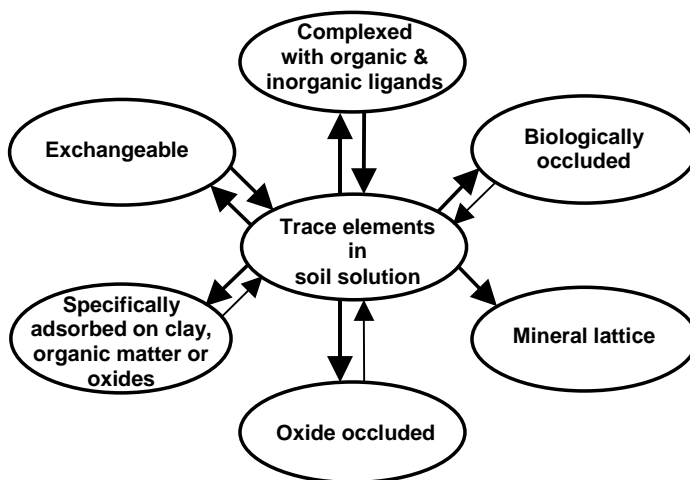 Complexed
with organic &
inorganic ligands
Exchangeable
Biologically
occluded
Trace elements
in
soil solution
Specifically
adsorbed on clay,
organic matter or
oxides
Mineral lattice
Oxide occluded